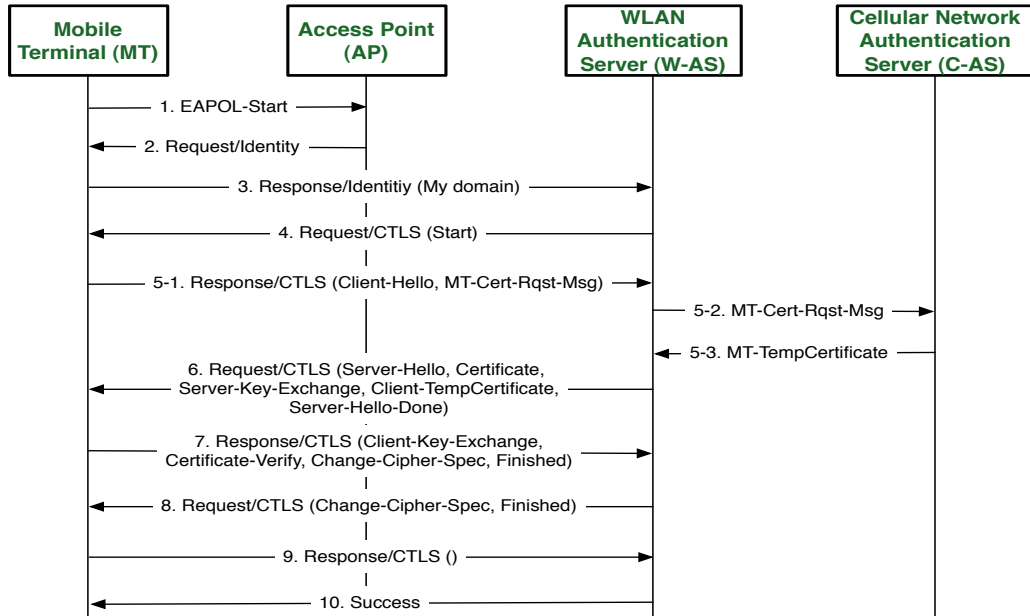 Mobile
Terminal (MT)
Access Point
(AP)
WLAN
Authentication
Server (W-AS)
Cellular Network
Authentication
Server (C-AS)
1. EAPOL-Start
2. Request/Identity
3. Response/Identitiy (My domain)
4. Request/CTLS (Start)
5-1. Response/CTLS (Client-Hello, MT-Cert-Rqst-Msg)
5-2. MT-Cert-Rqst-Msg
5-3. MT-TempCertificate
6. Request/CTLS (Server-Hello, Certificate,
Server-Key-Exchange, Client-TempCertificate,
Server-Hello-Done)
7. Response/CTLS (Client-Key-Exchange,
Certificate-Verify, Change-Cipher-Spec, Finished)
8. Request/CTLS (Change-Cipher-Spec, Finished)
9. Response/CTLS ()
10. Success